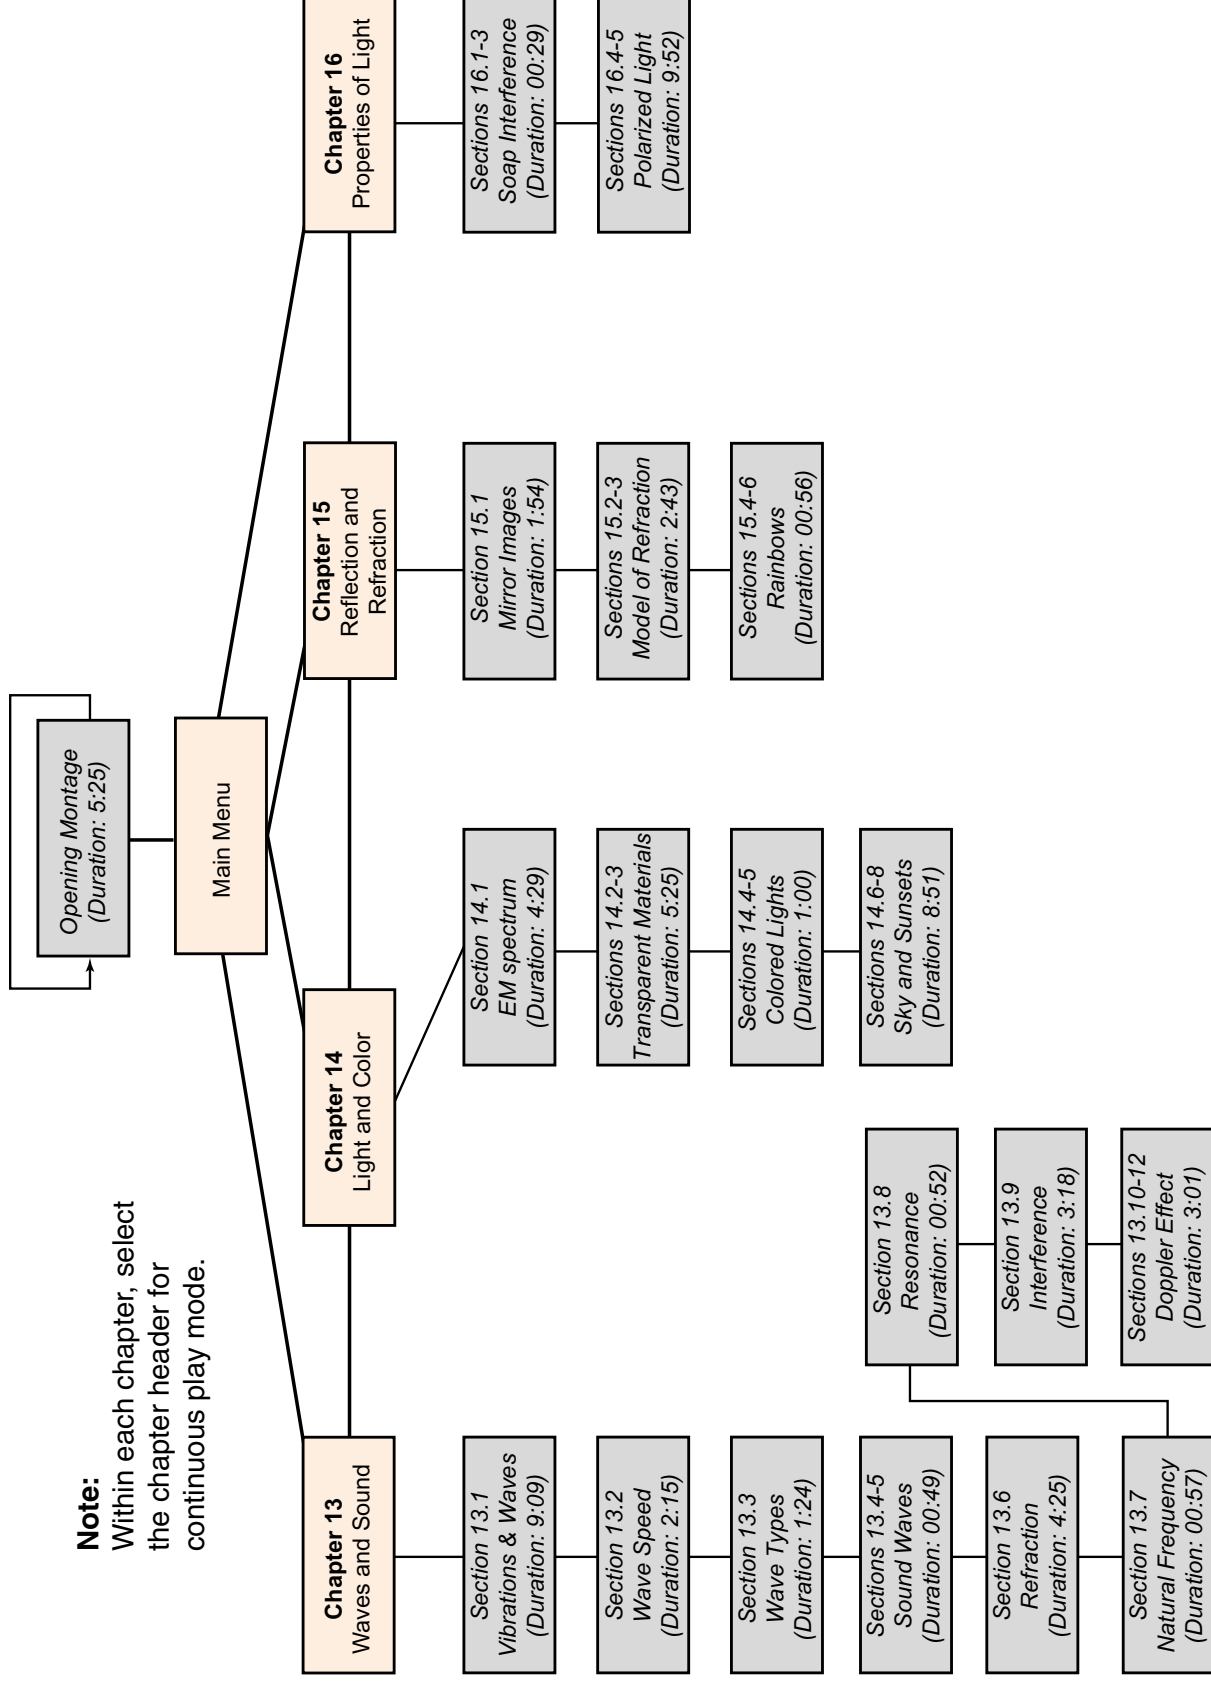 Note:
Within each chapter, select
the chapter header for
continuous play mode.
Opening Montage
(Duration: 5:25)
Main Menu
Chapter 13
Waves and Sound
Section 13.1
Vibrations & Waves
(Duration: 9:09)
Section 13.2
Wave Speed
(Duration: 2:15)
Section 13.3
Wave Types
(Duration: 1:24)
Sections 13.4-5
Sound Waves
(Duration: 00:49)
Section 13.6
Refraction
(Duration: 4:25)
Section 13.7
Natural Frequency
(Duration: 00:57)
Section 13.8
Resonance
(Duration: 00:52)
Section 13.9
Interference
(Duration: 3:18)
Sections 13.10-12
Doppler Effect
(Duration: 3:01)
Chapter 14
Light and Color
Section 14.1
EM spectrum
(Duration: 4:29)
Sections 14.2-3
Transparent Materials
(Duration: 5:25)
Sections 14.4-5
Colored Lights
(Duration: 1:00)
Sections 14.6-8
Sky and Sunsets
(Duration: 8:51)
Chapter 15
Reflection and
Refraction
Section 15.1
Mirror Images
(Duration: 1:54)
Sections 15.2-3
Model of Refraction
(Duration: 2:43)
Sections 15.4-6
Rainbows
(Duration: 00:56)
Chapter 16
Properties of Light
Sections 16.1-3
Soap Interference
(Duration: 00:29)
Sections 16.4-5
Polarized Light
(Duration: 9:52)